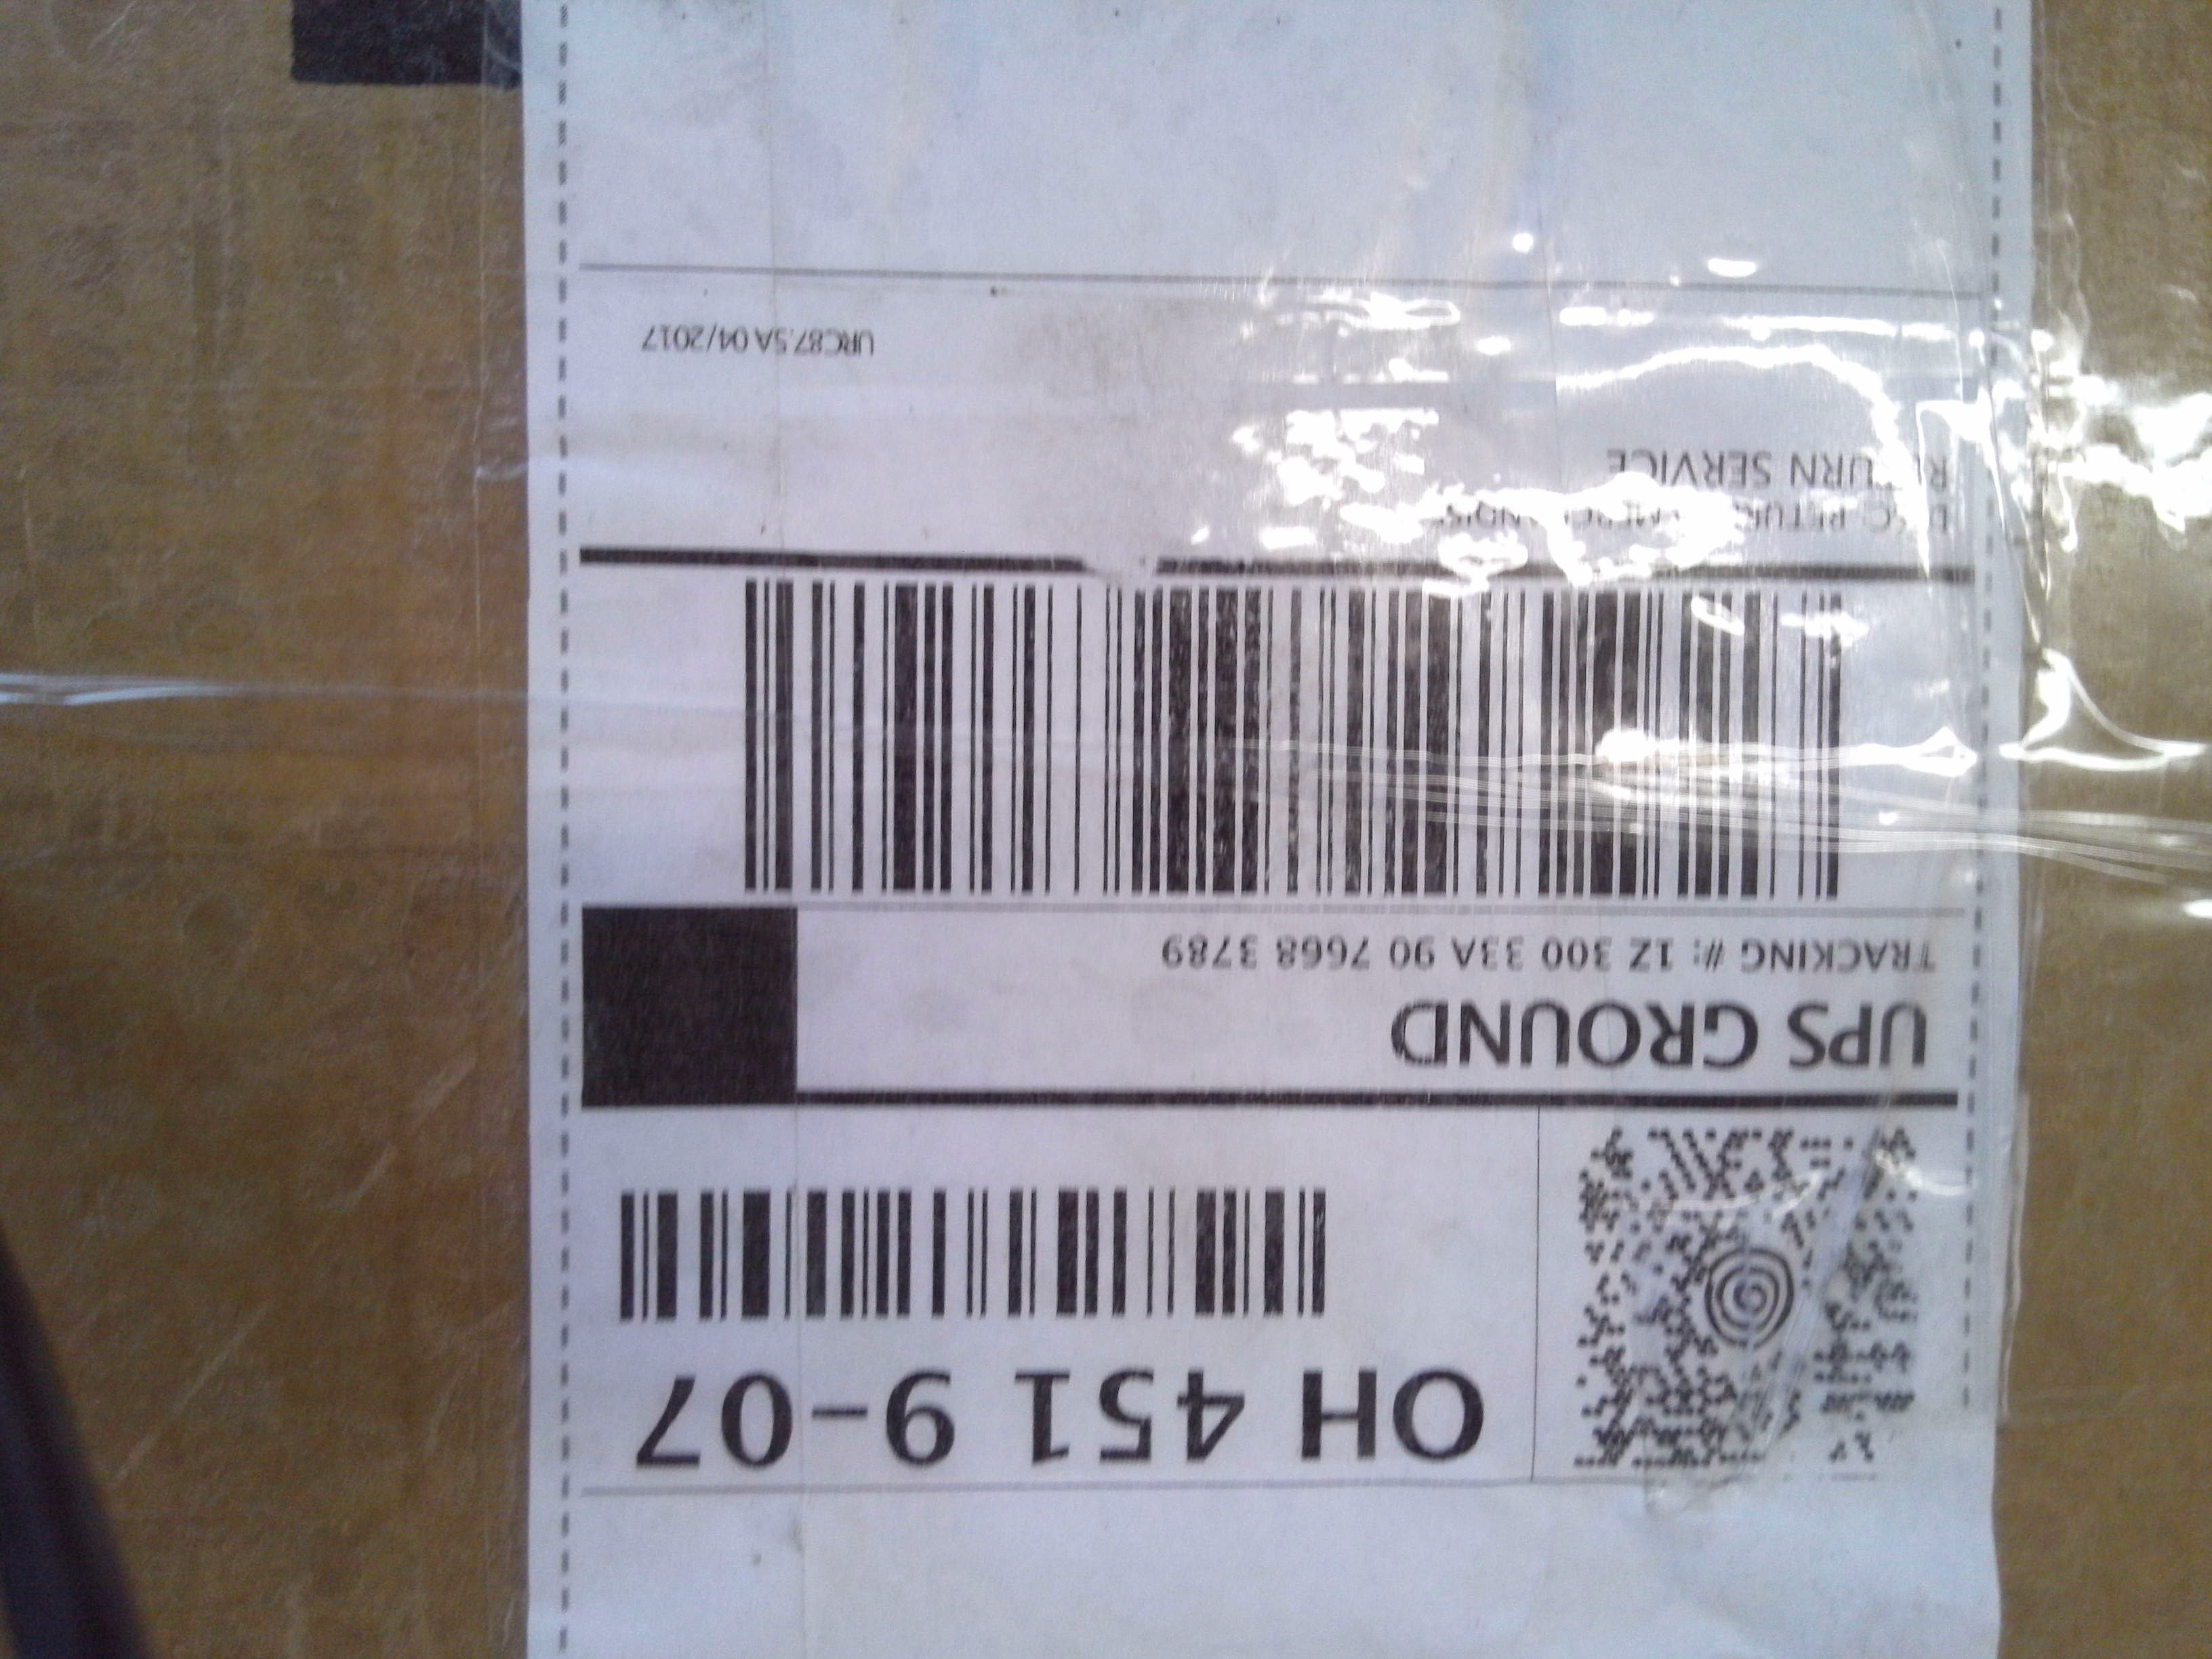 OH 451 9-07
UPS GROUND
TRACKING #: 1Z 300 33A 90 7668 3789
RETURN SERVICE
URC87.5A 04/2017